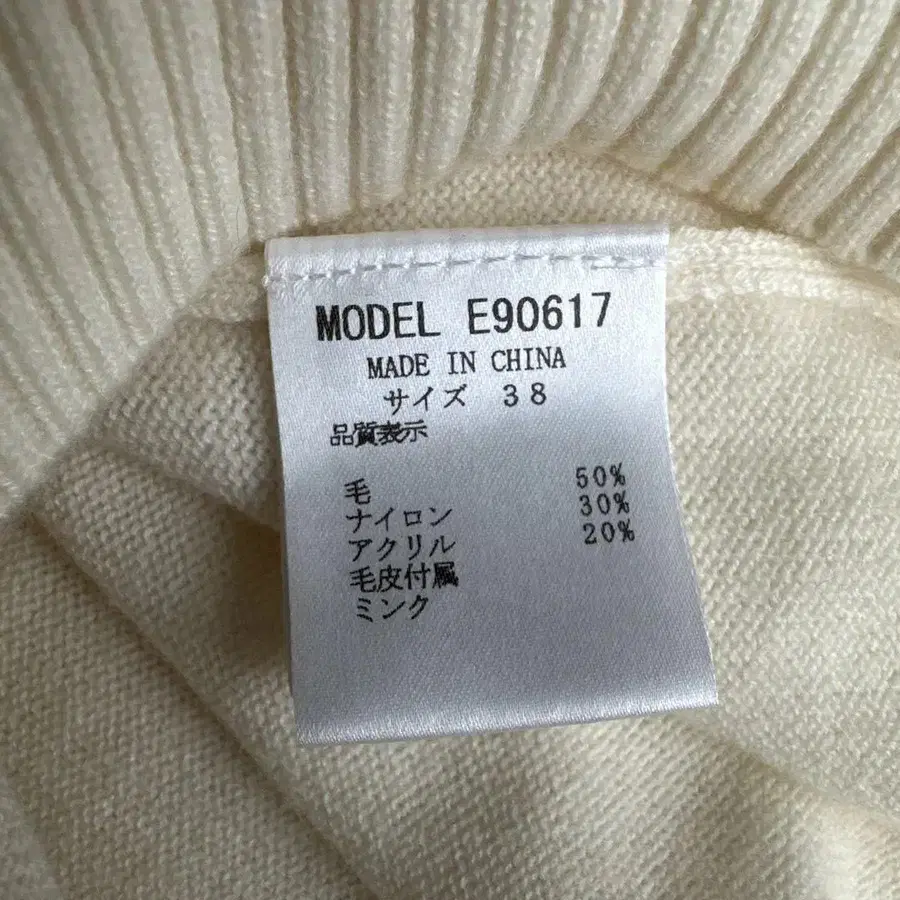 MODEL E90617
MADE IN CHINA
サイズ 38
品質表示
毛 50%
ナイロン 30%
アクリル 20%
毛皮付属
ミンク